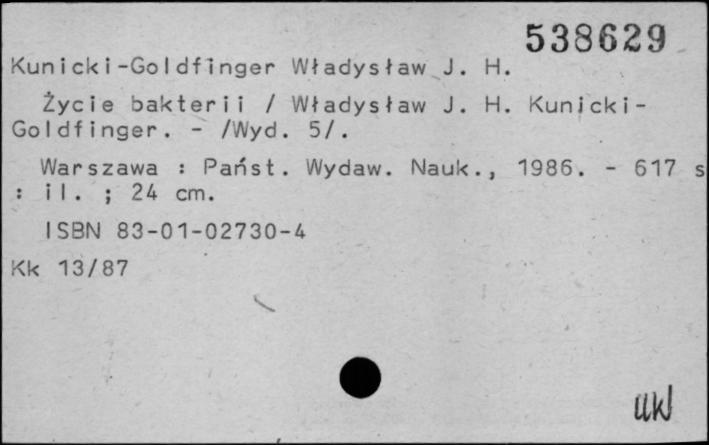 538629
Kunicki-Goldfinger Władysław J. H.
Życie bakterii / Władysław J. H. Kunicki-
Goldfinger. - /Wyd. 5/.
Warszawa : Państ. Wydaw. Nauk., 1986. - 617 s
: il. ; 24 cm.
ISBN 83-01-02730-4
Kk 13/87